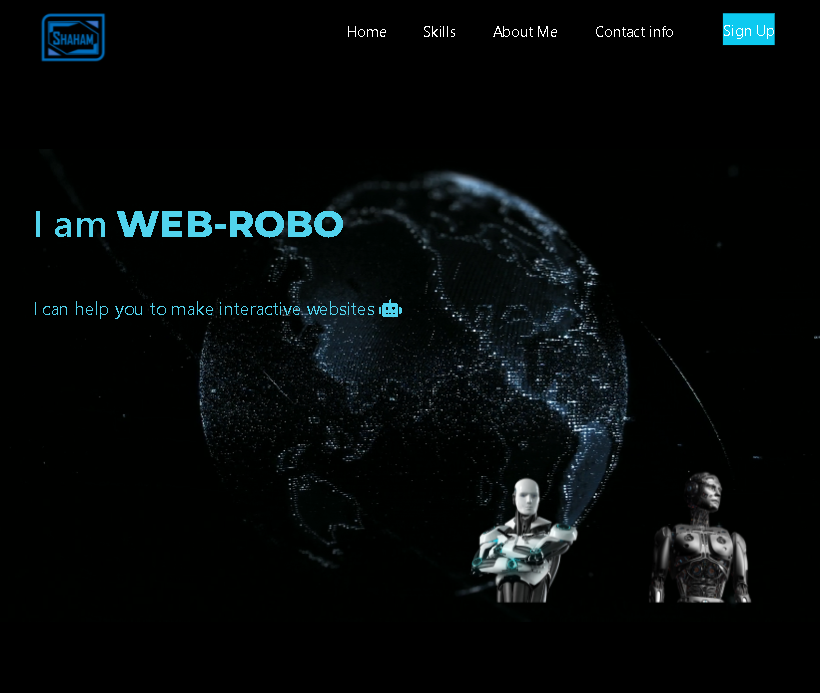 SHAHAM
Home Skills About Me Contact info Sign Up
I am WEB-ROBO
I can help you to make interactive websites